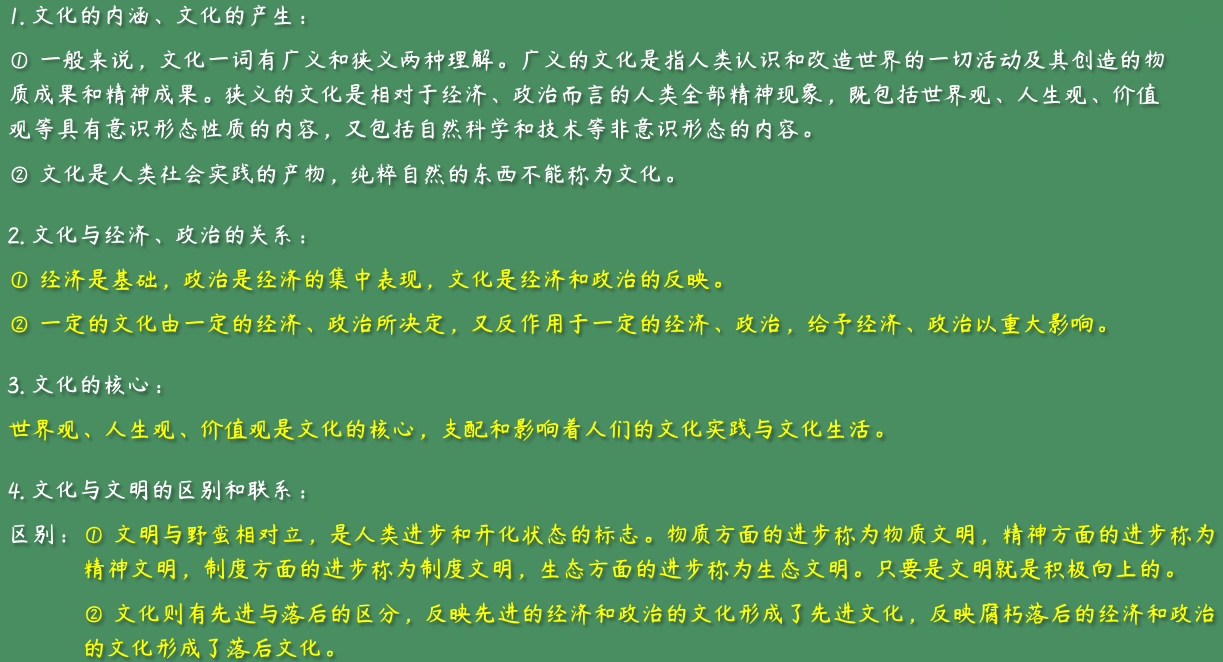 1. 文化的内涵、文化的产生：
① 一般来说，文化一词有广义和狭义两种理解。广义的文化是指人类认识和改造世界的一切活动及其创造的物
质成果和精神成果。狭义的文化是相对于经济、政治而言的人类全部精神现象，既包括世界观、人生观、价值
观等具有意识形态性质的内容，又包括自然科学和技术等非意识形态的内容。
② 文化是人类社会实践的产物，纯粹自然的东西不能称为文化。
2. 文化与经济、政治的关系：
① 经济是基础，政治是经济的集中表现，文化是经济和政治的反映。
② 一定的文化由一定的经济、政治所决定，又反作用于一定的经济、政治，给予经济、政治以重大影响。
3. 文化的核心：
世界观、人生观、价值观是文化的核心，支配和影响着人们的文化实践与文化生活。
4. 文化与文明的区别和联系：
区别：① 文明与野蛮相对立，是人类进步和开化状态的标志。物质方面的进步称为物质文明，精神方面的进步称为
精神文明，制度方面的进步称为制度文明，生态方面的进步称为生态文明。只要是文明就是积极向上的。
② 文化则有先进与落后的区分，反映先进的经济和政治的文化形成了先进文化，反映腐朽落后的经济和政治
的文化形成了落后文化。